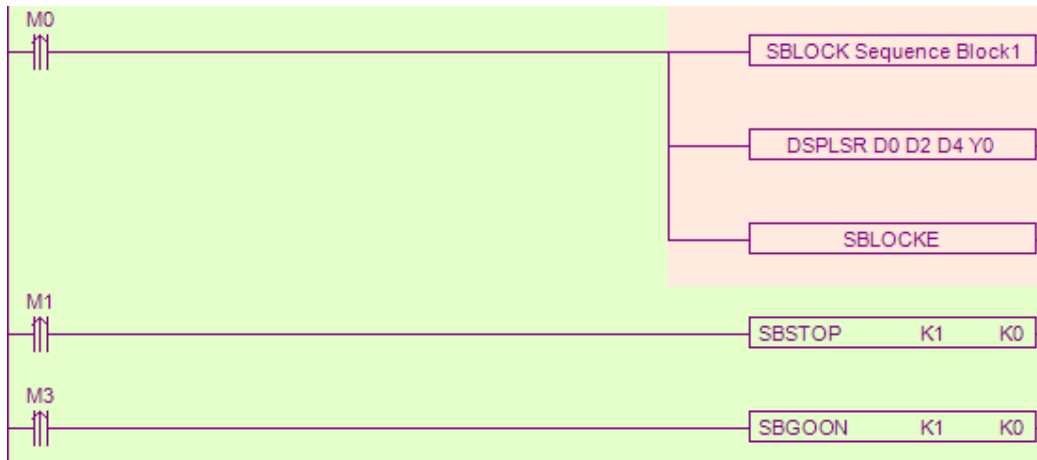 M0
SBLOCK Sequence Block1
DSPLSR D0 D2 D4 Y0
SBLOCKE
M1
SBSTOP K1 K0
M3
SBGOON K1 K0